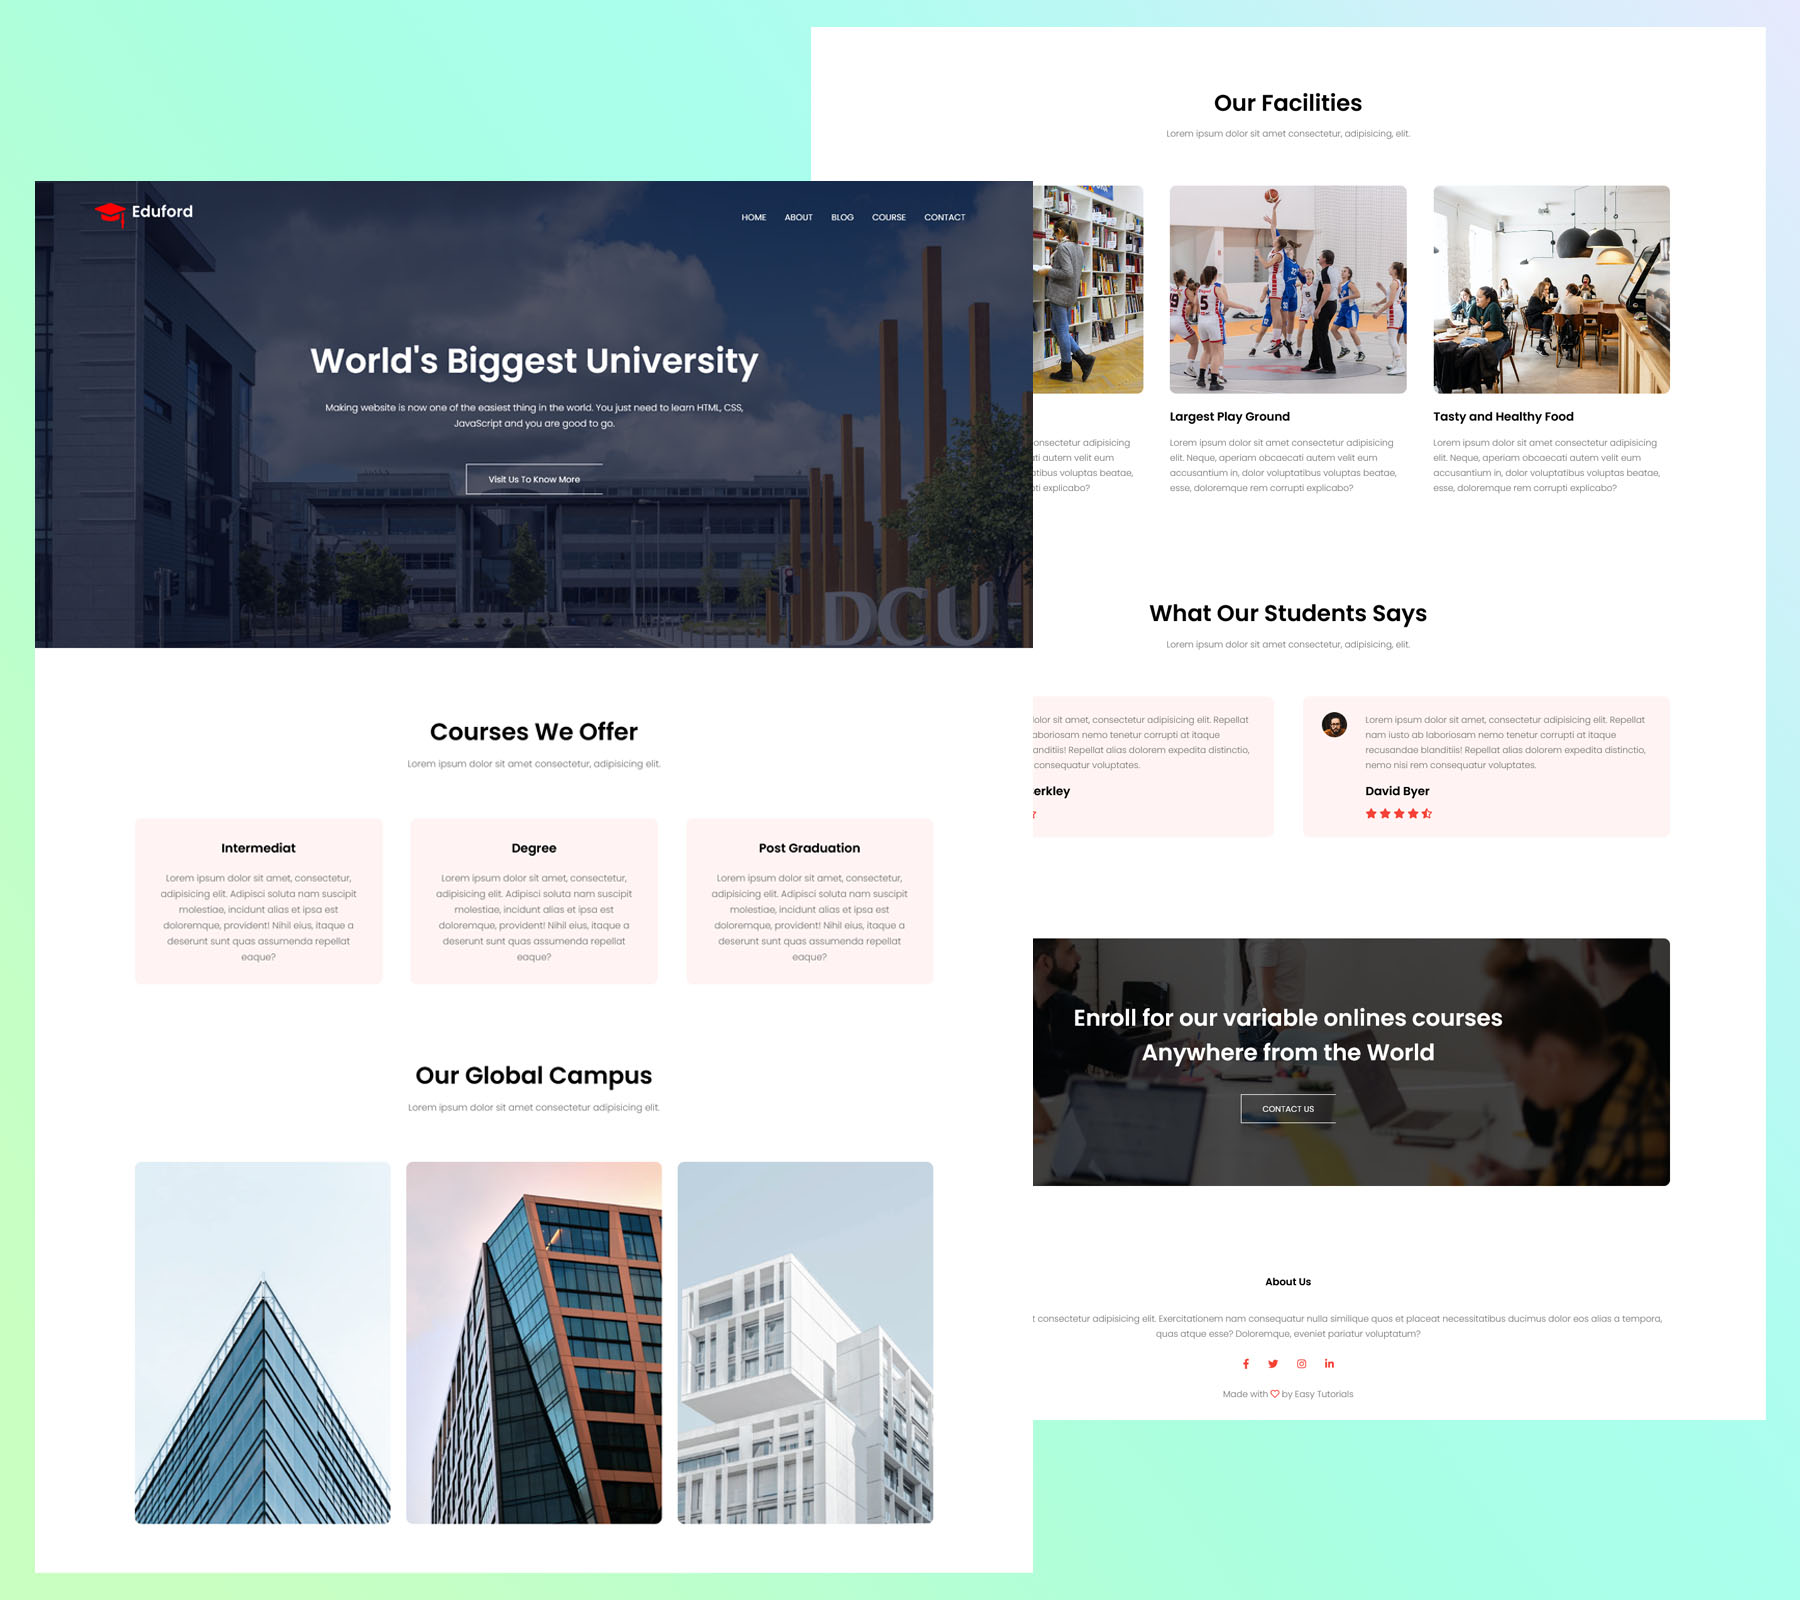 Eduford
HOME ABOUT BLOG COURSE CONTACT
World's Biggest University
Making website is now one of the easiest thing in the world. You just need to learn HTML, CSS,
JavaScript and you are good to go.
Visit Us To Know More
DCU
Courses We Offer
Lorem ipsum dolor sit amet consectetur, adipisicing elit.
Intermediat
Lorem ipsum dolor sit amet, consectetur,
adipisicing elit. Adipisci soluta nam suscipit
molestiae, incidunt alias et ipsa est
doloremque, provident! Nihil eius, itaque a
deserunt sunt quas assumenda repellat
eaque?
Degree
Lorem ipsum dolor sit amet, consectetur,
adipisicing elit. Adipisci soluta nam suscipit
molestiae, incidunt alias et ipsa est
doloremque, provident! Nihil eius, itaque a
deserunt sunt quas assumenda repellat
eaque?
Post Graduation
Lorem ipsum dolor sit amet, consectetur,
adipisicing elit. Adipisci soluta nam suscipit
molestiae, incidunt alias et ipsa est
doloremque, provident! Nihil eius, itaque a
deserunt sunt quas assumenda repellat
eaque?
Our Global Campus
Lorem ipsum dolor sit amet consectetur adipisicing elit.
Our Facilities
Lorem ipsum dolor sit amet consectetur, adipisicing, elit.
onsectetur adipisicing
ati autem velit eum
atibus voluptas beatae,
ti explicabo?
5
Largest Play Ground
Lorem ipsum dolor sit amet consectetur adipisicing
elit. Neque, aperiam obcaecati autem velit eum
accusantium in, dolor voluptatibus voluptas beatae,
esse, doloremque rem corrupti explicabo?
Tasty and Healthy Food
Lorem ipsum dolor sit amet consectetur adipisicing
elit. Neque, aperiam obcaecati autem velit eum
accusantium in, dolor voluptatibus voluptas beatae,
esse, doloremque rem corrupti explicabo?
What Our Students Says
Lorem ipsum dolor sit amet consectetur, adipisicing, elit.
olor sit amet, consectetur adipisicing elit. Repellat
laboriosam nemo tenetur corrupti at itaque
anditiis! Repellat alias dolorem expedita distinctio,
consequatur voluptates.
erkley
Lorem ipsum dolor sit amet, consectetur adipisicing elit. Repellat
nam iusto ab laboriosam nemo tenetur corrupti at itaque
recusandae blanditiis! Repellat alias dolorem expedita distinctio,
nemo nisi rem consequatur voluptates.
David Byer
Enroll for our variable onlines courses
Anywhere from the World
CONTACT US
About Us
t consectetur adipisicing elit. Exercitationem nam consequatur nulla similique quos et placeat necessitatibus ducimus dolor eos alias a tempora,
quas atque esse? Doloremque, eveniet pariatur voluptatum?
Made with by Easy Tutorials